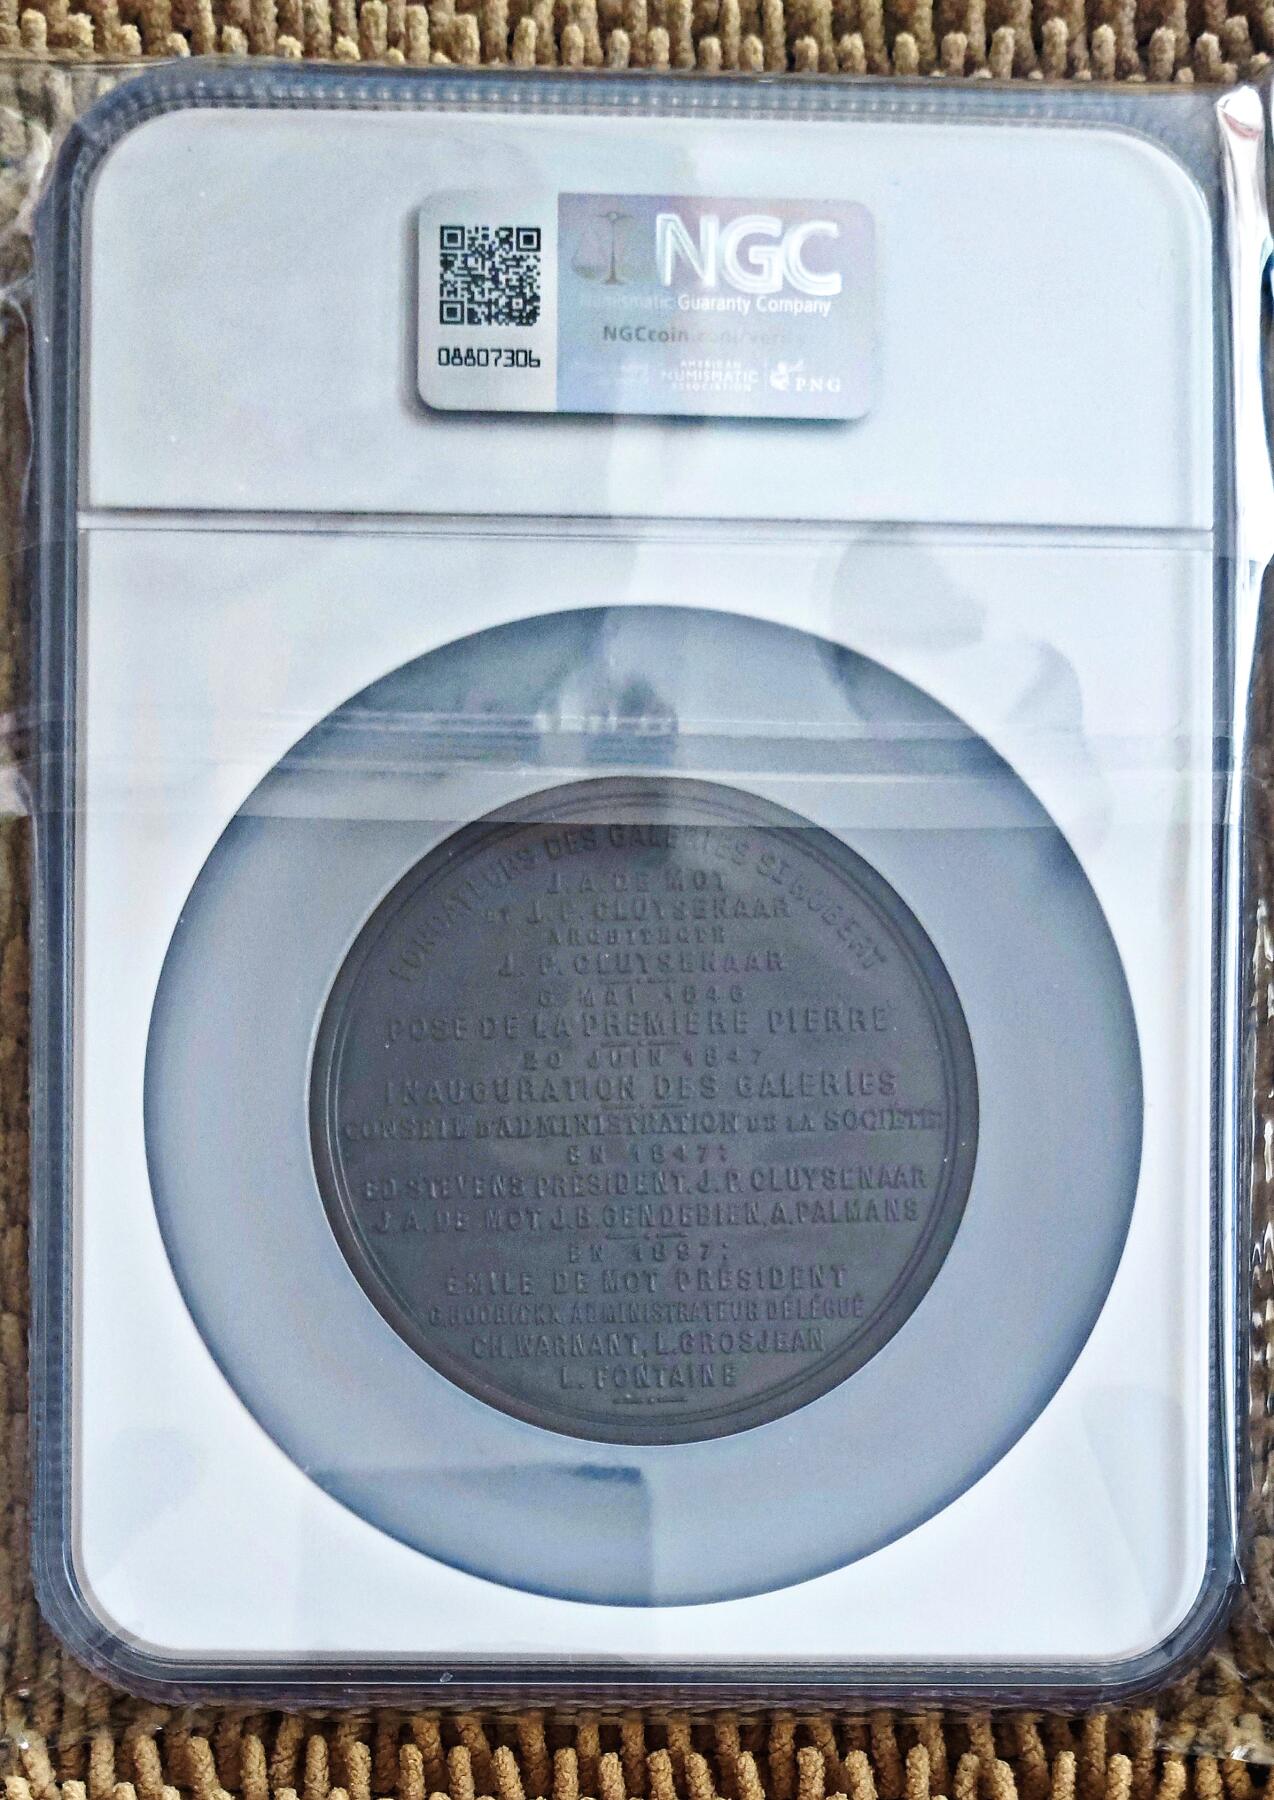 NGC
Numismatic Guaranty Company
NGCcoin.com/verify
08807306
AMERICAN
NUMISMATIC
ASSOCIATION
PNG
FONDATEURS DES GALERIES ST HUBERT
J. A. DE MOT
ET J. P. CLUYSENAAR
ARCHITECTE
J. P. CLUYSENAAR
6 MAI 1846
POSE DE LA PREMIÈRE PIERRE
20 JUIN 1847
INAUGURATION DES GALERIES
CONSEIL D'ADMINISTRATION DE LA SOCIÉTÉ:
EN 1847:
ED STEVENS PRÉSIDENT. J. P. CLUYSENAAR
J. A. DE MOT, J. B. GENDEBIEN, A. PALMANS
EN 1897:
ÉMILE DE MOT PRÉSIDENT
ADMINISTRATEUR DÉLÉGUÉ
CH. WARNANT, L. GROSJEAN
L. FONTAINE